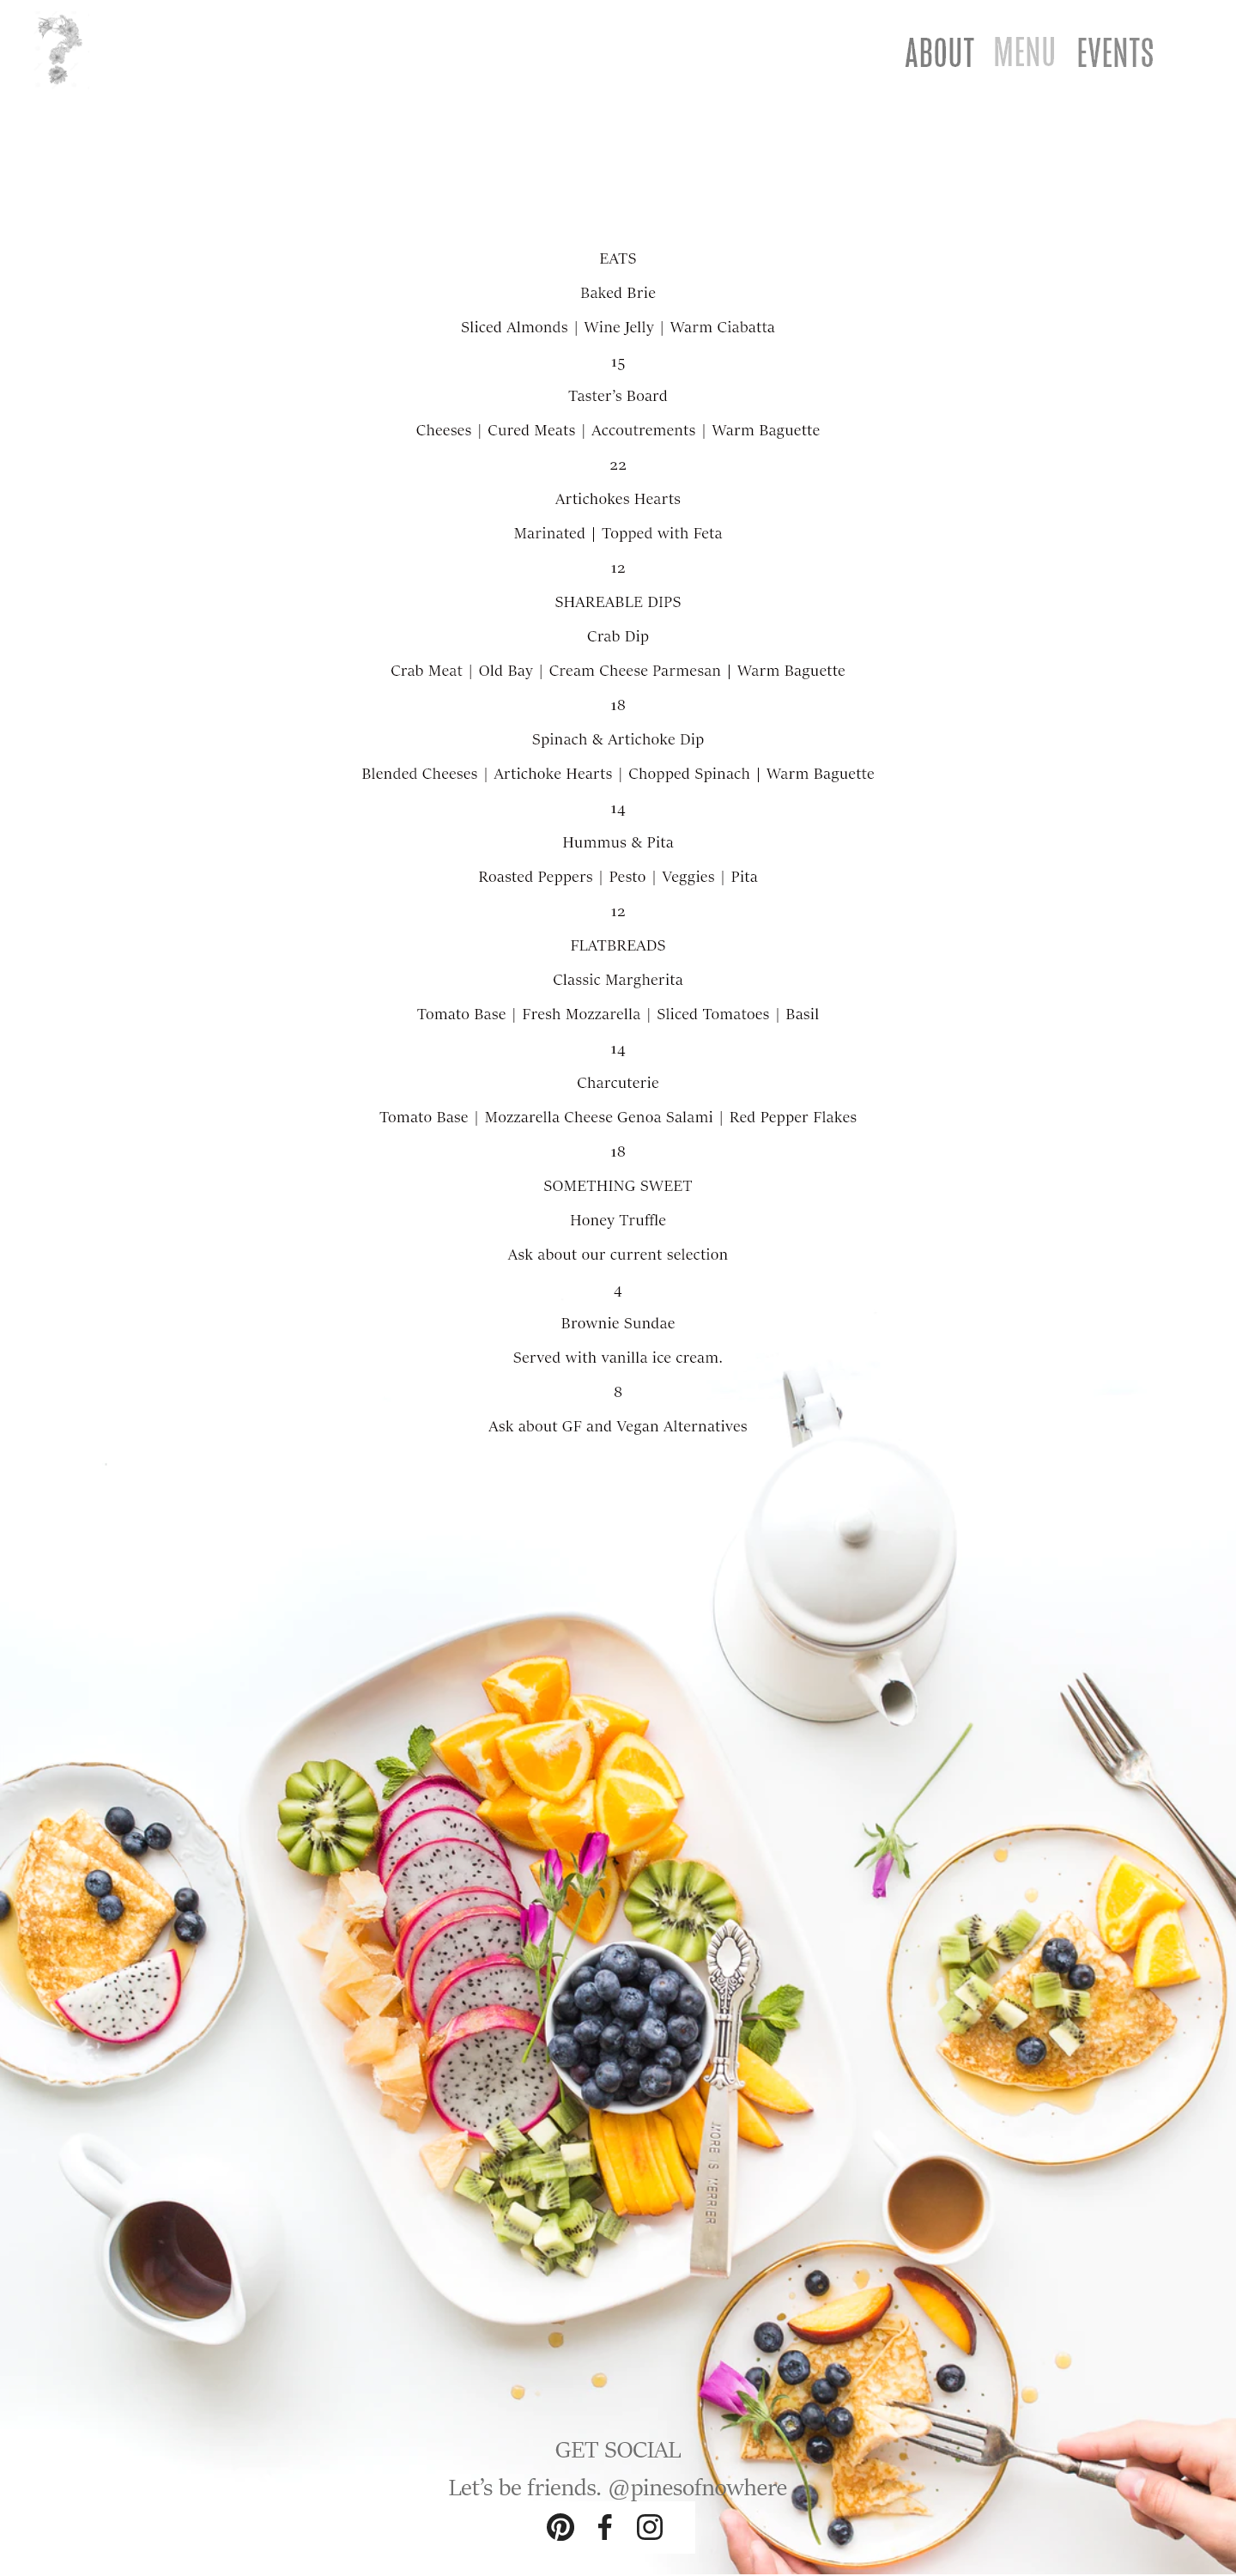 ABOUT MENU EVENTS
EATS
Baked Brie
Sliced Almonds | Wine Jelly | Warm Ciabatta
15
Taster’s Board
Cheeses | Cured Meats | Accoutrements | Warm Baguette
22
Artichokes Hearts
Marinated | Topped with Feta
12
SHAREABLE DIPS
Crab Dip
Crab Meat | Old Bay | Cream Cheese Parmesan | Warm Baguette
18
Spinach & Artichoke Dip
Blended Cheeses | Artichoke Hearts | Chopped Spinach | Warm Baguette
14
Hummus & Pita
Roasted Peppers | Pesto | Veggies | Pita
12
FLATBREADS
Classic Margherita
Tomato Base | Fresh Mozzarella | Sliced Tomatoes | Basil
14
Charcuterie
Tomato Base | Mozzarella Cheese Genoa Salami | Red Pepper Flakes
18
SOMETHING SWEET
Honey Truffle
Ask about our current selection
4
Brownie Sundae
Served with vanilla ice cream.
8
Ask about GF and Vegan Alternatives
MORE IS MERRIER
GET SOCIAL
Let’s be friends. @pinesofnowhere